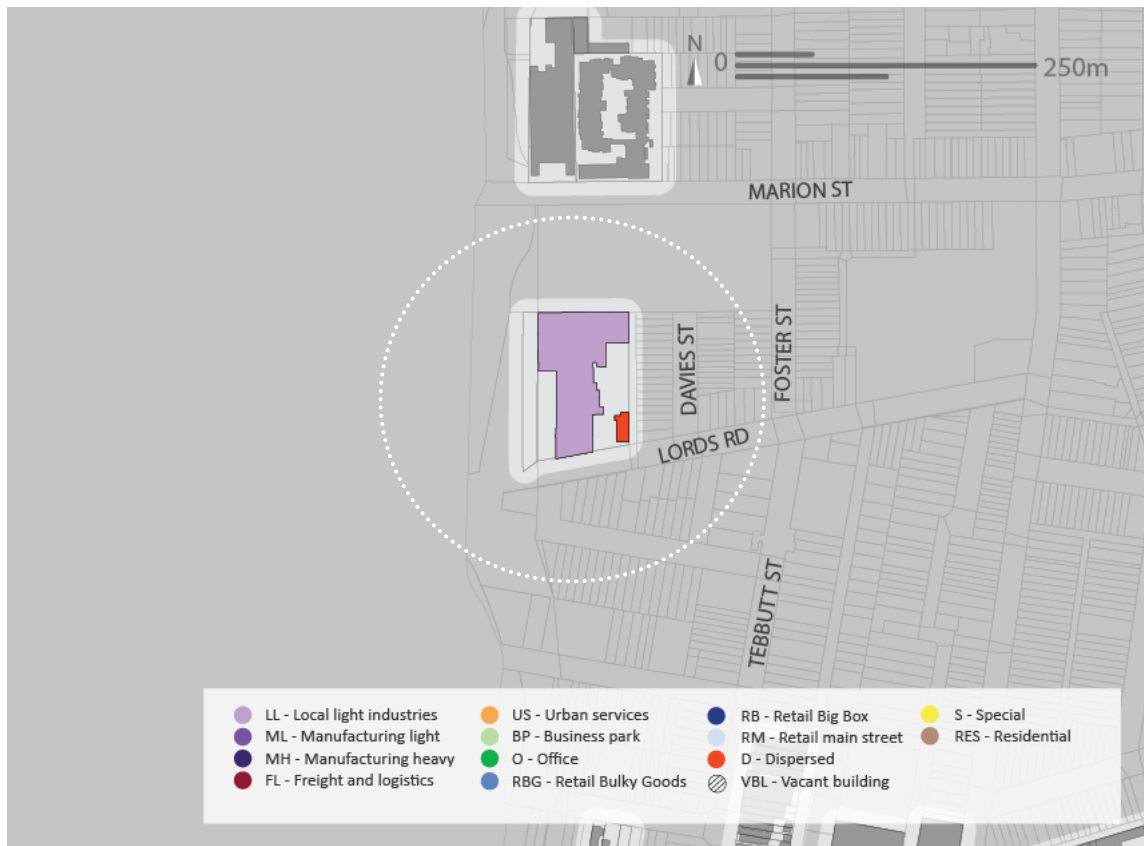 N
0
250m
MARION ST
DAVIES ST
FOSTER ST
LORDS RD
TEBBUTT ST
LL - Local light industries
ML - Manufacturing light
MH - Manufacturing heavy
FL - Freight and logistics
US - Urban services
BP - Business park
O - Office
RBG - Retail Bulky Goods
RB - Retail Big Box
RM - Retail main street
D - Dispersed
VBL - Vacant building
S - Special
RES - Residential